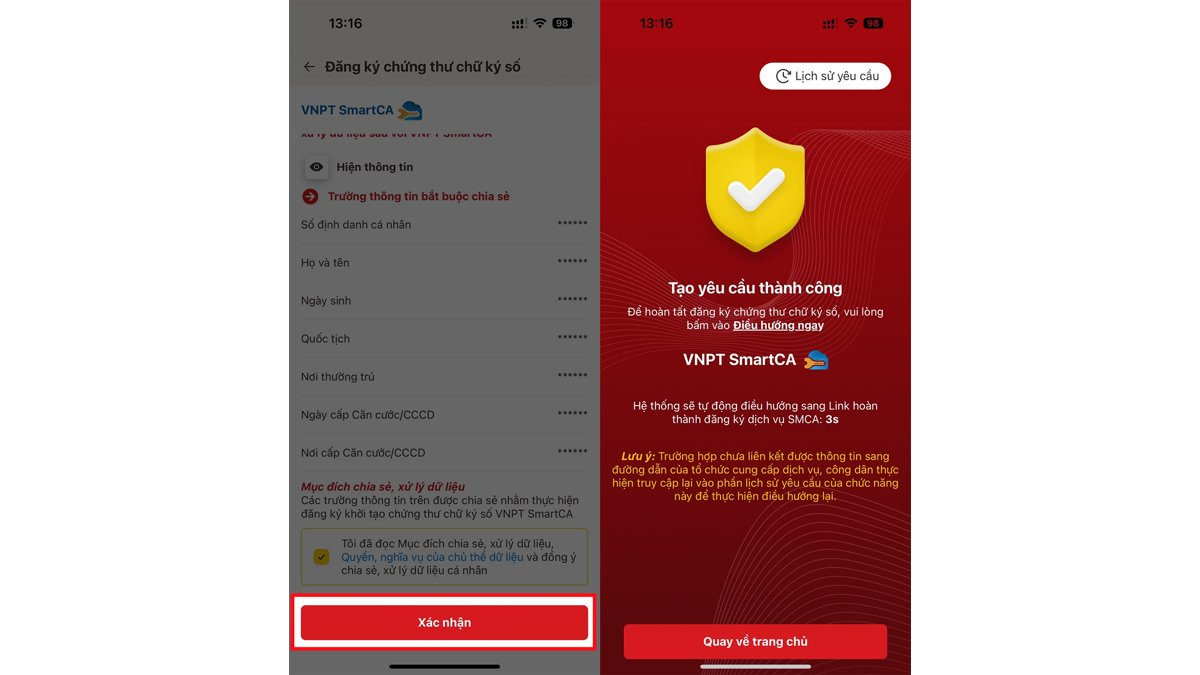 13:16
98
Đăng ký chứng thư chữ ký số
VNPT SmartCA
xử lý dữ liệu sau với VNPT SmartCA
Hiện thông tin
Trường thông tin bắt buộc chia sẻ
Số định danh cá nhân ******
Họ và tên ******
Ngày sinh ******
Quốc tịch ******
Nơi thường trú ******
Ngày cấp Căn cước/CCCD ******
Nơi cấp Căn cước/CCCD ******
Mục đích chia sẻ, xử lý dữ liệu
Các trường thông tin trên được chia sẻ nhằm thực hiện
đăng ký khởi tạo chứng thư chữ ký số VNPT SmartCA
Tôi đã đọc Mục đích chia sẻ, xử lý dữ liệu,
Quyền, nghĩa vụ của chủ thể dữ liệu và đồng ý
chia sẻ, xử lý dữ liệu cá nhân
Xác nhận
13:16
98
Lịch sử yêu cầu
Tạo yêu cầu thành công
Để hoàn tất đăng ký chứng thư chữ ký số, vui lòng
bấm vào Điều hướng ngay
VNPT SmartCA
Hệ thống sẽ tự động điều hướng sang Link hoàn
thành đăng ký dịch vụ SMCA: 3s
Lưu ý: Trường hợp chưa liên kết được thông tin sang
đường dẫn của tổ chức cung cấp dịch vụ, công dân thực
hiện truy cập lại vào phần lịch sử yêu cầu của chức năng
này để thực hiện điều hướng lại.
Quay về trang chủ